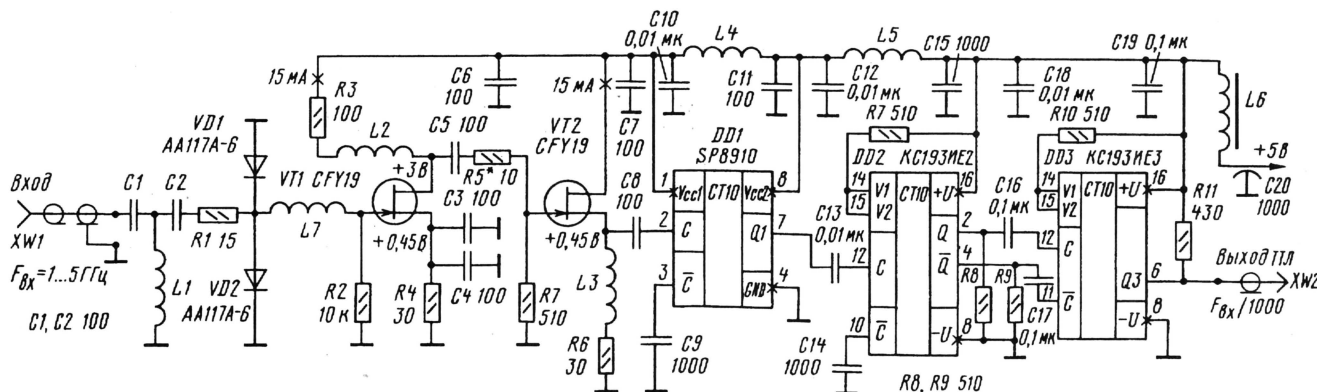 C10
0,01 мк
L4
L5
C15 1000
C19 0,1 мк
15 мА
R3
100
C6
100
15 мА
C11
100
C12
0,01 мк
C18
0,01 мк
L6
VD1
АА117А-6
L2
C5 100
VT2
CFY19
C7
100
DD1
SP8910
R7 510
R10 510
+5В
C20
1000
Вход
XW1
Fвх=1...5ГГц
C1
C2
R1 15
VT1 CFY19
+3В
R5* 10
C3
100
C8
100
1
Vcc1
CT10
Vcc2
8
DD2
КС193ИЕ2
14
15
V1
V2
CT10
+U
16
C16
0,1 мк
DD3
КС193ИЕ3
14
15
V1
V2
CT10
+U
16
R11
430
L7
+0,45В
+0,45В
2
C
Q1
7
C13
0,01 мк
12
C
Q
2
12
C
L1
VD2
АА117А-6
C4 100
3
C
GND
4
Q
4
11
C
Q3
6
Выход ТТЛ
XW2
Fвх/1000
C1, C2 100
R2
10 к
R4
30
R7
510
L3
R6
30
C9
1000
C14
1000
10
C
-U
8
R8
R9
C17
0,1 мк
-U
8
R8, R9 510